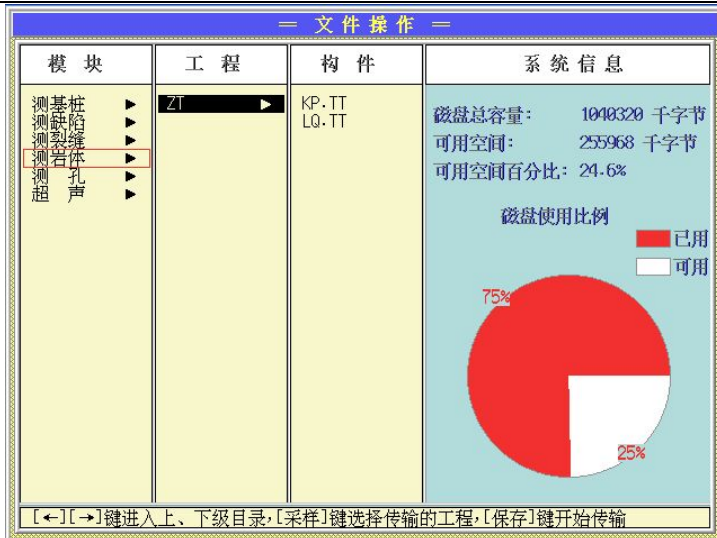 = 文件操作 =
模 块
工 程
构 件
系统信息
测基桩 ▶
测缺陷 ▶
测裂缝 ▶
测岩体 ▶
测 孔 ▶
超 声 ▶
ZT ▶
KP.TT
LQ.TT
磁盘总容量: 1040320 千字节
可用空间: 255968 千字节
可用空间百分比: 24.6%
磁盘使用比例
已用
可用
75%
25%
[←][→]键进入上、下级目录,[采样]键选择传输的工程,[保存]键开始传输